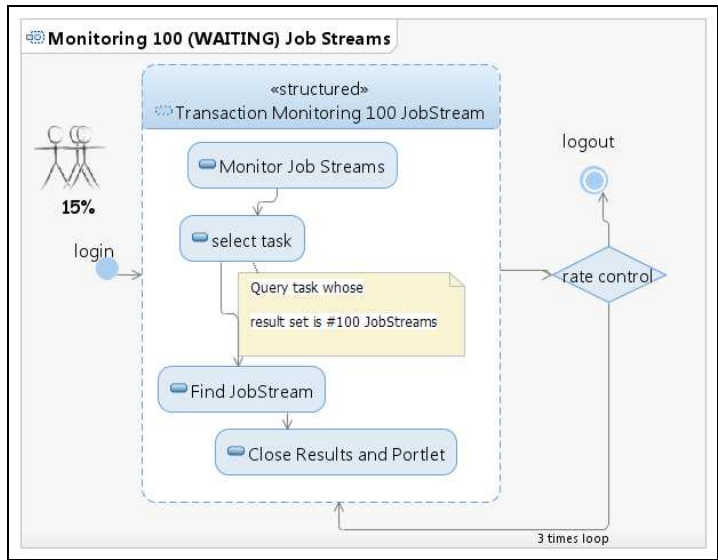 Monitoring 100 (WAITING) Job Streams
«structured»
Transaction Monitoring 100 JobStream
Monitor Job Streams
logout
15%
select task
login
rate control
Query task whose
result set is #100 JobStreams
Find JobStream
Close Results and Portlet
3 times loop